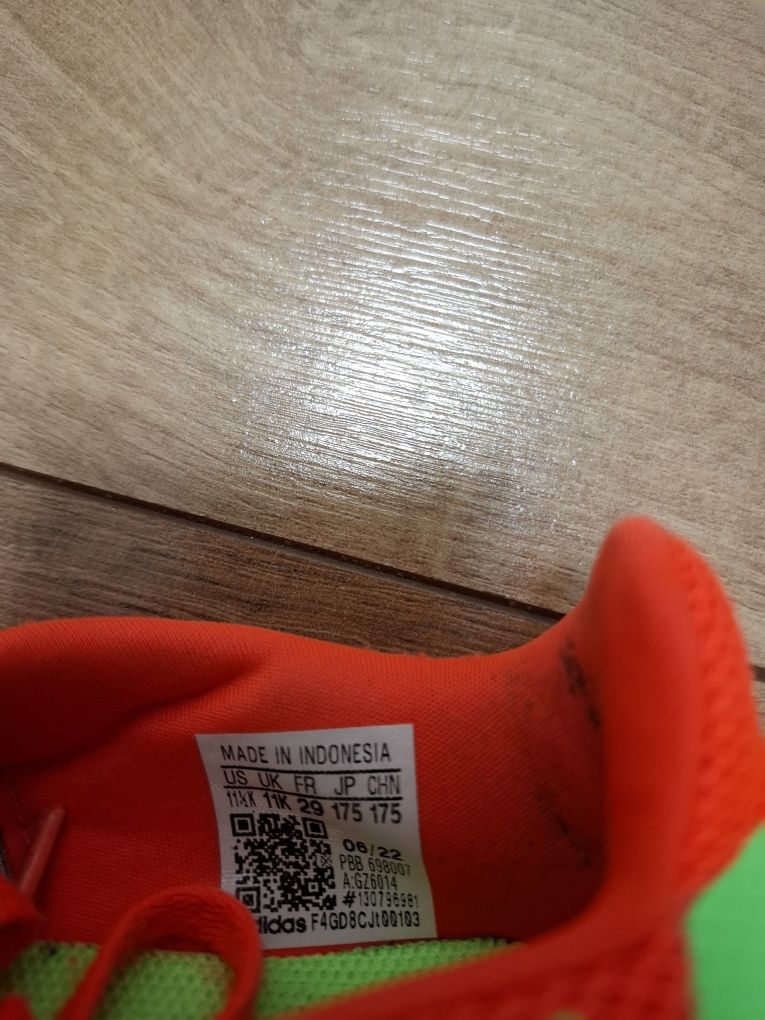 MADE IN INDONESIA
US UK FR JP CHN
11½K 11K 29 175 175
06/22
PBB 698007
A:GZ6014
#130796981
adidas F4GD8CJt00103